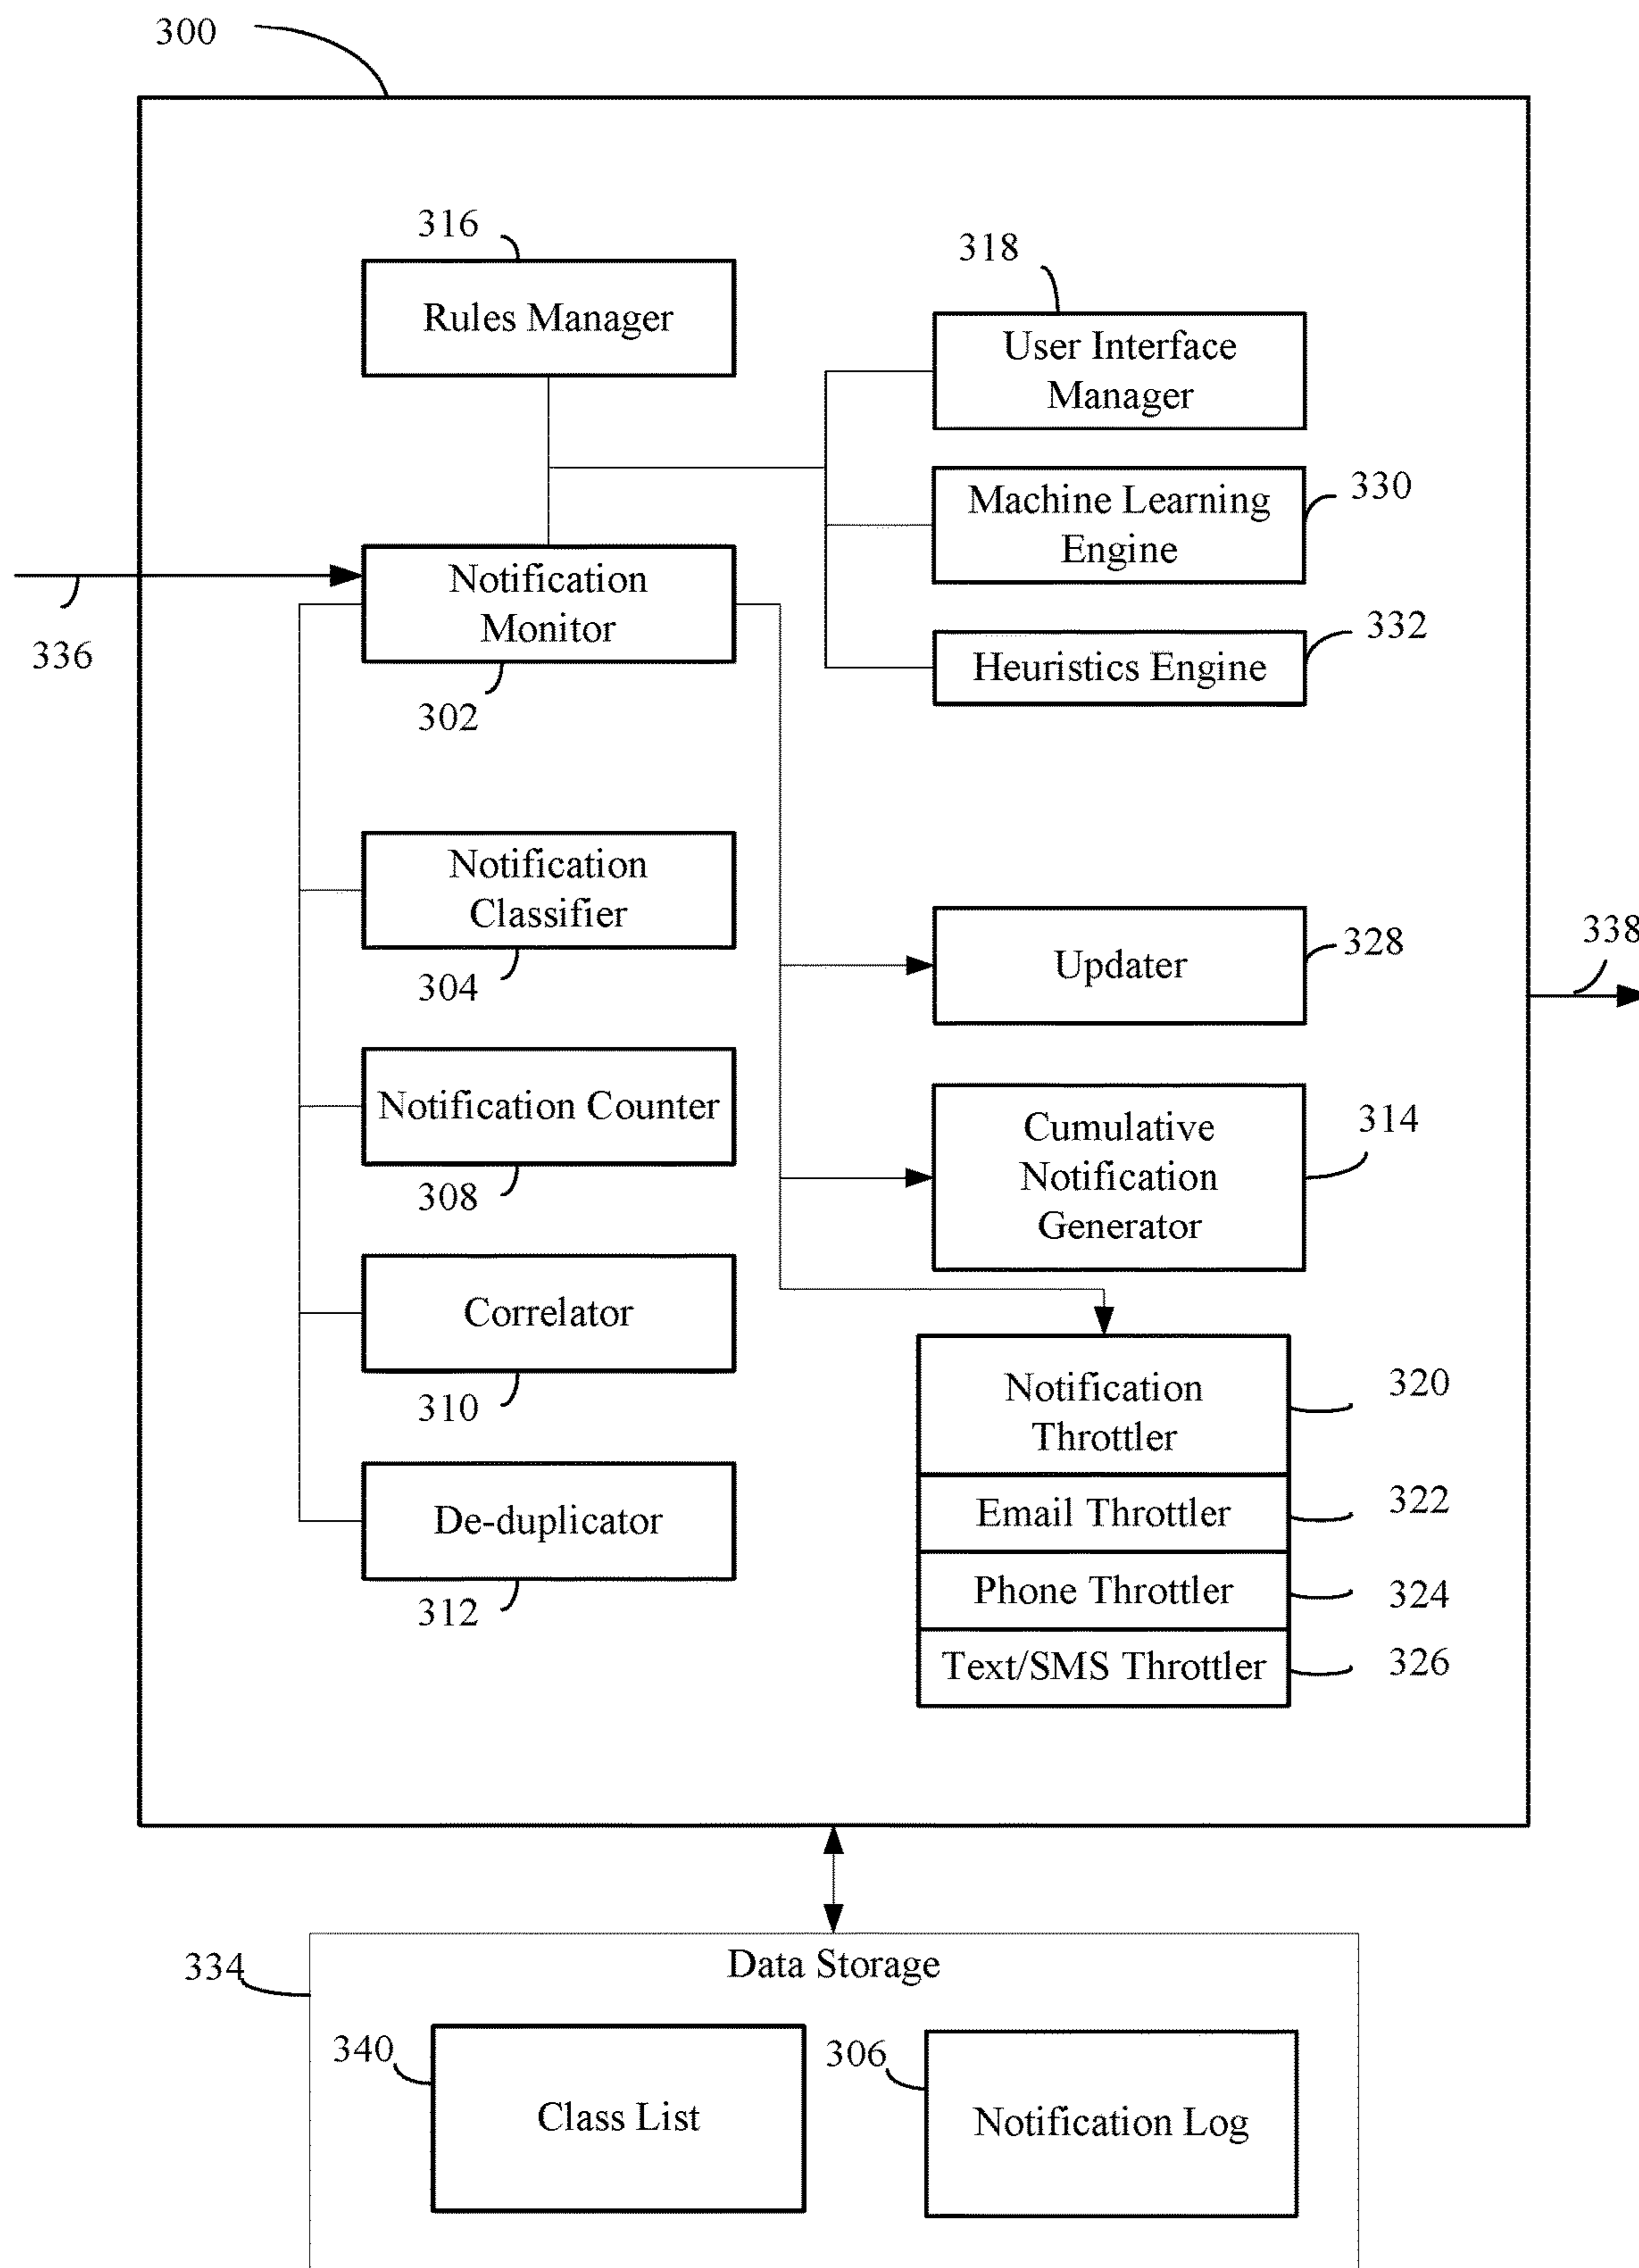 300
316
Rules Manager
318
User Interface
Manager
Machine Learning
Engine
330
Heuristics Engine
332
336
Notification
Monitor
302
Notification
Classifier
304
Updater
328
338
Notification Counter
308
Cumulative
Notification
Generator
314
Correlator
310
Notification
Throttler
320
Email Throttler
322
Phone Throttler
324
Text/SMS Throttler
326
De-duplicator
312
Data Storage
334
340
Class List
306
Notification Log